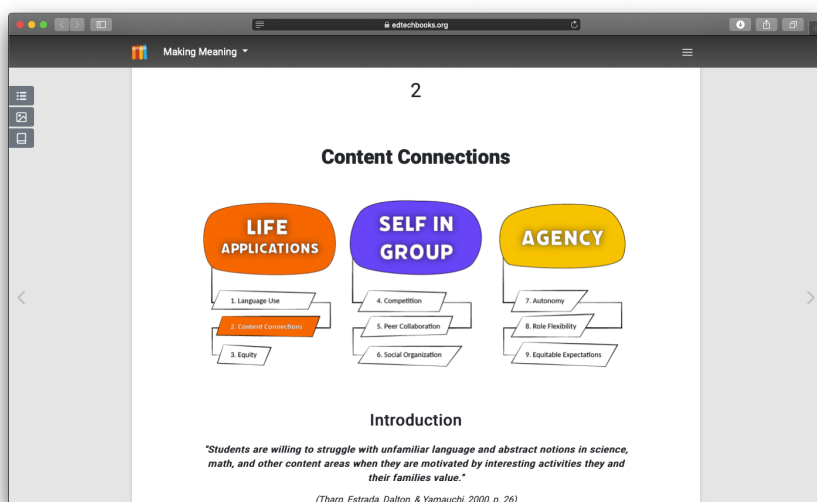 edtechbooks.org
Making Meaning
2
Content Connections
LIFE
APPLICATIONS
1. Language Use
2. Content Connections
3. Equity
SELF IN
GROUP
4. Competition
5. Peer Collaboration
6. Social Organization
AGENCY
7. Autonomy
8. Role Flexibility
9. Equitable Expectations
Introduction
"Students are willing to struggle with unfamiliar language and abstract notions in science,
math, and other content areas when they are motivated by interesting activities they and
their families value."
(Tharp, Estrada, Dalton, & Yamauchi, 2000, p. 26)